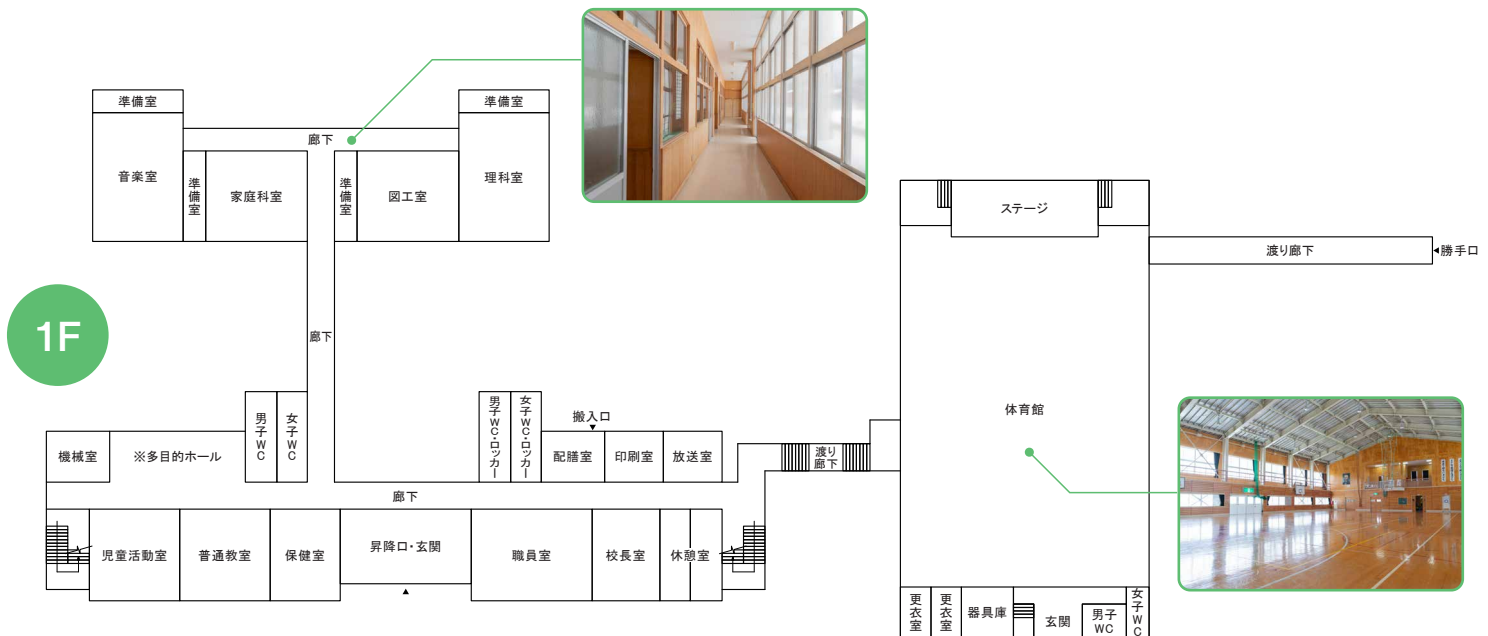 準備室
準備室
廊下
音楽室
準備室
家庭科室
準備室
図工室
理科室
ステージ
渡り廊下
◀勝手口
1F
廊下
体育館
男子WC
女子WC
男子WC・ロッカー
女子WC・ロッカー
搬入口
▼
機械室
※多目的ホール
配膳室
印刷室
放送室
渡り
廊下
廊下
児童活動室
普通教室
保健室
昇降口・玄関
職員室
校長室
休憩室
▲
更衣室
更衣室
器具庫
玄関
男子
WC
女子WC